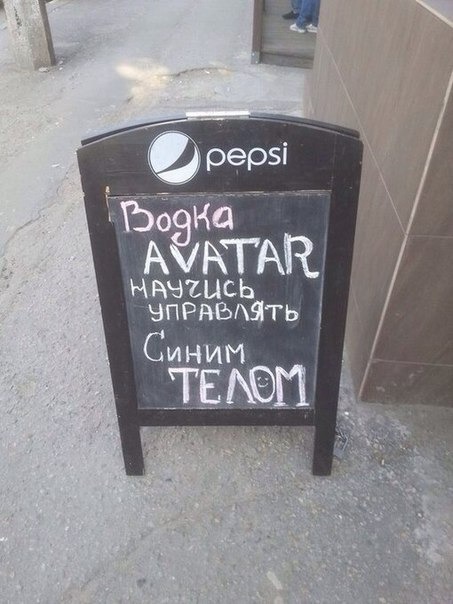 pepsi
Водка
AVATAR
научись
управлять
Синим
ТЕЛОМ